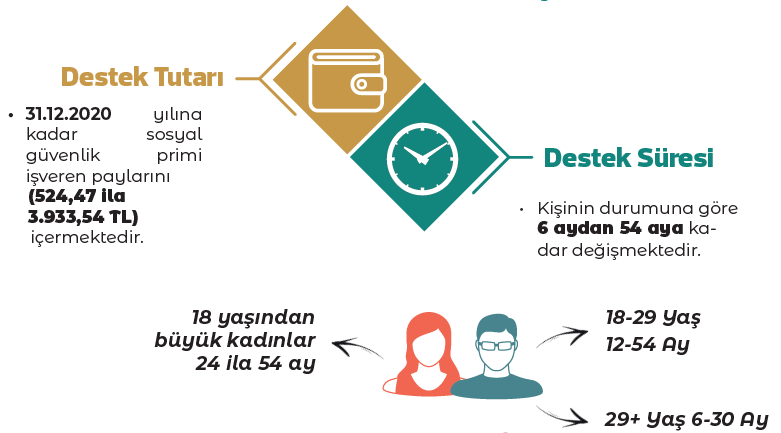 Destek Tutarı
• 31.12.2020 yılına
kadar sosyal
güvenlik primi
işveren paylarını
(524,47 ila
3.933,54 TL)
içermektedir.
Destek Süresi
• Kişinin durumuna göre
6 aydan 54 aya ka-
dar değişmektedir.
18 yaşından
büyük kadınlar
24 ila 54 ay
18-29 Yaş
12-54 Ay
29+ Yaş 6-30 Ay